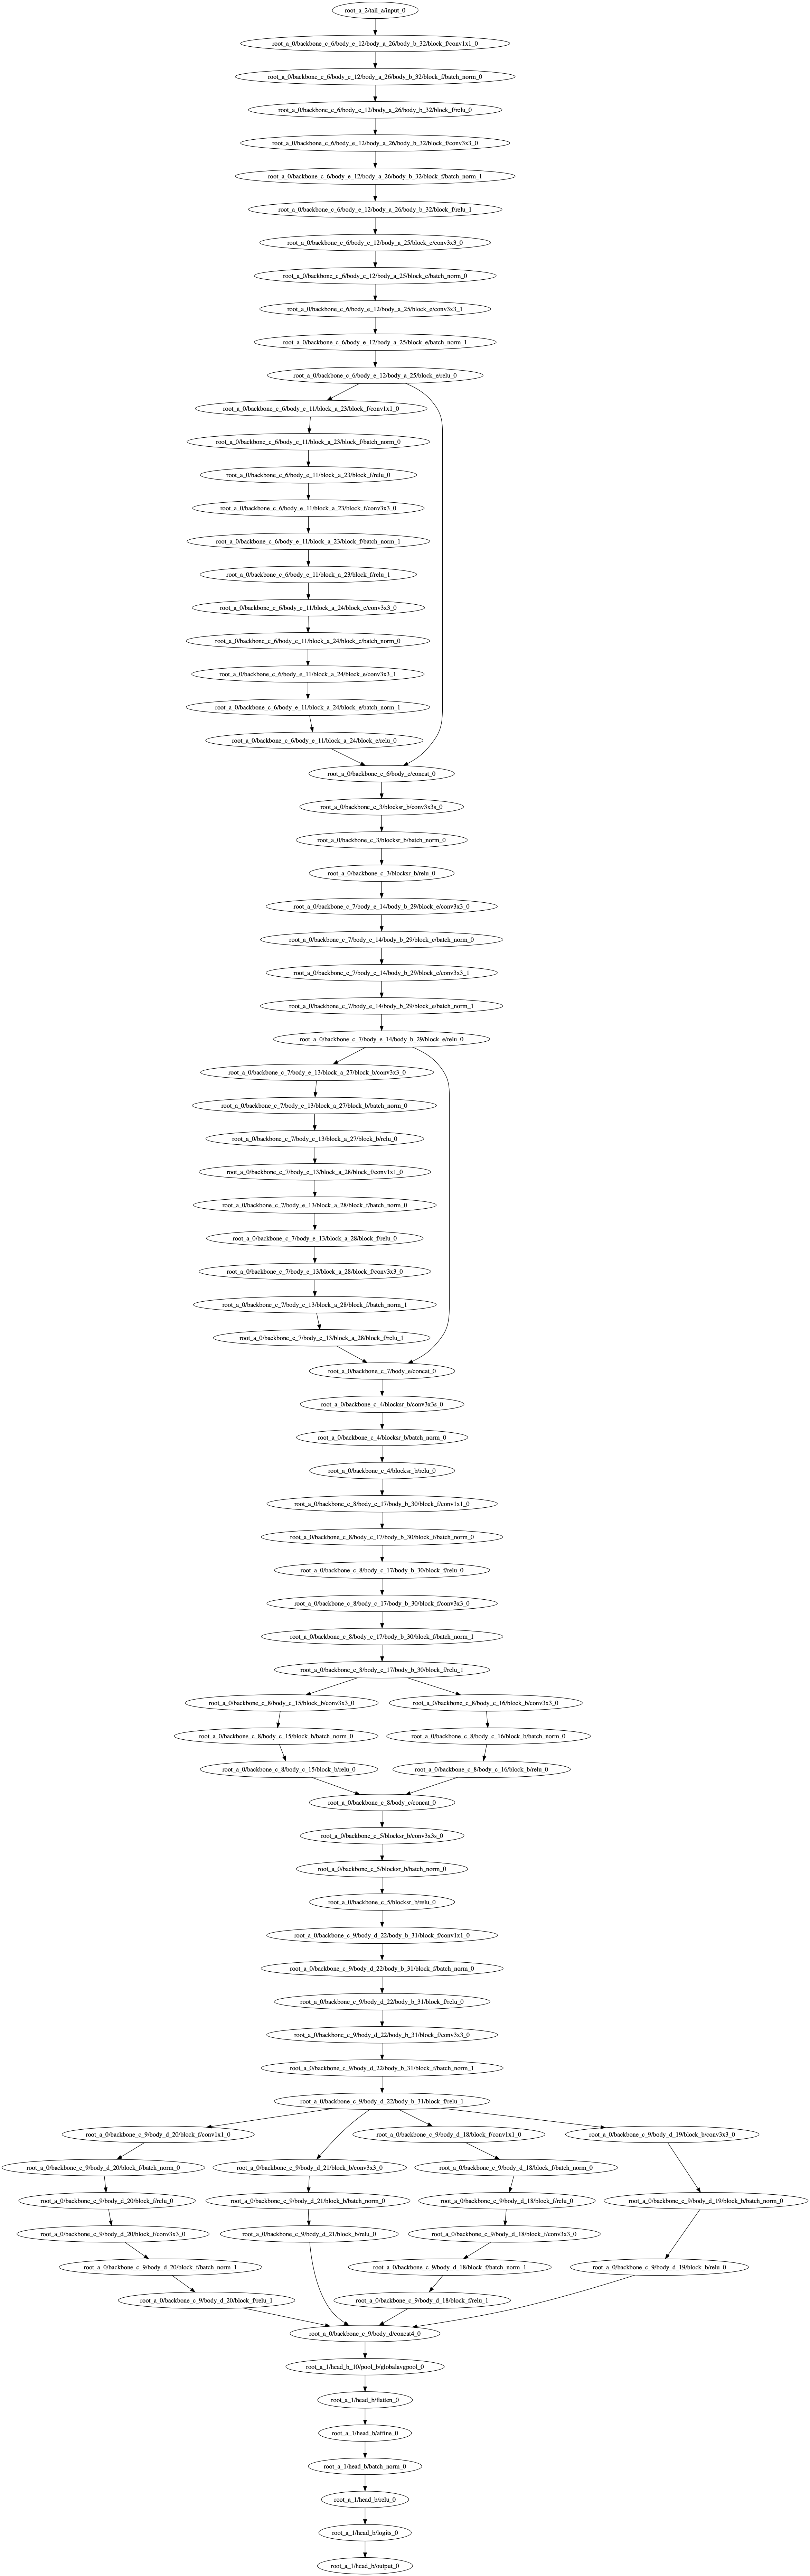 root_a_2/tail_a/input_0
root_a_0/backbone_c_6/body_e_12/body_a_26/body_b_32/block_f/conv1x1_0
root_a_0/backbone_c_6/body_e_12/body_a_26/body_b_32/block_f/batch_norm_0
root_a_0/backbone_c_6/body_e_12/body_a_26/body_b_32/block_f/relu_0
root_a_0/backbone_c_6/body_e_12/body_a_26/body_b_32/block_f/conv3x3_0
root_a_0/backbone_c_6/body_e_12/body_a_26/body_b_32/block_f/batch_norm_1
root_a_0/backbone_c_6/body_e_12/body_a_26/body_b_32/block_f/relu_1
root_a_0/backbone_c_6/body_e_12/body_a_25/block_e/conv3x3_0
root_a_0/backbone_c_6/body_e_12/body_a_25/block_e/batch_norm_0
root_a_0/backbone_c_6/body_e_12/body_a_25/block_e/conv3x3_1
root_a_0/backbone_c_6/body_e_12/body_a_25/block_e/batch_norm_1
root_a_0/backbone_c_6/body_e_12/body_a_25/block_e/relu_0
root_a_0/backbone_c_6/body_e_11/block_a_23/block_f/conv1x1_0
root_a_0/backbone_c_6/body_e_11/block_a_23/block_f/batch_norm_0
root_a_0/backbone_c_6/body_e_11/block_a_23/block_f/relu_0
root_a_0/backbone_c_6/body_e_11/block_a_23/block_f/conv3x3_0
root_a_0/backbone_c_6/body_e_11/block_a_23/block_f/batch_norm_1
root_a_0/backbone_c_6/body_e_11/block_a_23/block_f/relu_1
root_a_0/backbone_c_6/body_e_11/block_a_24/block_e/conv3x3_0
root_a_0/backbone_c_6/body_e_11/block_a_24/block_e/batch_norm_0
root_a_0/backbone_c_6/body_e_11/block_a_24/block_e/conv3x3_1
root_a_0/backbone_c_6/body_e_11/block_a_24/block_e/batch_norm_1
root_a_0/backbone_c_6/body_e_11/block_a_24/block_e/relu_0
root_a_0/backbone_c_6/body_e/concat_0
root_a_0/backbone_c_3/blocksr_b/conv3x3s_0
root_a_0/backbone_c_3/blocksr_b/batch_norm_0
root_a_0/backbone_c_3/blocksr_b/relu_0
root_a_0/backbone_c_7/body_e_14/body_b_29/block_e/conv3x3_0
root_a_0/backbone_c_7/body_e_14/body_b_29/block_e/batch_norm_0
root_a_0/backbone_c_7/body_e_14/body_b_29/block_e/conv3x3_1
root_a_0/backbone_c_7/body_e_14/body_b_29/block_e/batch_norm_1
root_a_0/backbone_c_7/body_e_14/body_b_29/block_e/relu_0
root_a_0/backbone_c_7/body_e_13/block_a_27/block_b/conv3x3_0
root_a_0/backbone_c_7/body_e_13/block_a_27/block_b/batch_norm_0
root_a_0/backbone_c_7/body_e_13/block_a_27/block_b/relu_0
root_a_0/backbone_c_7/body_e_13/block_a_28/block_f/conv1x1_0
root_a_0/backbone_c_7/body_e_13/block_a_28/block_f/batch_norm_0
root_a_0/backbone_c_7/body_e_13/block_a_28/block_f/relu_0
root_a_0/backbone_c_7/body_e_13/block_a_28/block_f/conv3x3_0
root_a_0/backbone_c_7/body_e_13/block_a_28/block_f/batch_norm_1
root_a_0/backbone_c_7/body_e_13/block_a_28/block_f/relu_1
root_a_0/backbone_c_7/body_e/concat_0
root_a_0/backbone_c_4/blocksr_b/conv3x3s_0
root_a_0/backbone_c_4/blocksr_b/batch_norm_0
root_a_0/backbone_c_4/blocksr_b/relu_0
root_a_0/backbone_c_8/body_c_17/body_b_30/block_f/conv1x1_0
root_a_0/backbone_c_8/body_c_17/body_b_30/block_f/batch_norm_0
root_a_0/backbone_c_8/body_c_17/body_b_30/block_f/relu_0
root_a_0/backbone_c_8/body_c_17/body_b_30/block_f/conv3x3_0
root_a_0/backbone_c_8/body_c_17/body_b_30/block_f/batch_norm_1
root_a_0/backbone_c_8/body_c_17/body_b_30/block_f/relu_1
root_a_0/backbone_c_8/body_c_15/block_b/conv3x3_0 root_a_0/backbone_c_8/body_c_16/block_b/conv3x3_0
root_a_0/backbone_c_8/body_c_15/block_b/batch_norm_0 root_a_0/backbone_c_8/body_c_16/block_b/batch_norm_0
root_a_0/backbone_c_8/body_c_15/block_b/relu_0 root_a_0/backbone_c_8/body_c_16/block_b/relu_0
root_a_0/backbone_c_8/body_c/concat_0
root_a_0/backbone_c_5/blocksr_b/conv3x3s_0
root_a_0/backbone_c_5/blocksr_b/batch_norm_0
root_a_0/backbone_c_5/blocksr_b/relu_0
root_a_0/backbone_c_9/body_d_22/body_b_31/block_f/conv1x1_0
root_a_0/backbone_c_9/body_d_22/body_b_31/block_f/batch_norm_0
root_a_0/backbone_c_9/body_d_22/body_b_31/block_f/relu_0
root_a_0/backbone_c_9/body_d_22/body_b_31/block_f/conv3x3_0
root_a_0/backbone_c_9/body_d_22/body_b_31/block_f/batch_norm_1
root_a_0/backbone_c_9/body_d_22/body_b_31/block_f/relu_1
root_a_0/backbone_c_9/body_d_20/block_f/conv1x1_0 root_a_0/backbone_c_9/body_d_18/block_f/conv1x1_0 root_a_0/backbone_c_9/body_d_19/block_b/conv3x3_0
root_a_0/backbone_c_9/body_d_20/block_f/batch_norm_0 root_a_0/backbone_c_9/body_d_21/block_b/conv3x3_0 root_a_0/backbone_c_9/body_d_18/block_f/batch_norm_0
root_a_0/backbone_c_9/body_d_20/block_f/relu_0 root_a_0/backbone_c_9/body_d_21/block_b/batch_norm_0 root_a_0/backbone_c_9/body_d_18/block_f/relu_0 root_a_0/backbone_c_9/body_d_19/block_b/batch_norm_0
root_a_0/backbone_c_9/body_d_20/block_f/conv3x3_0 root_a_0/backbone_c_9/body_d_21/block_b/relu_0 root_a_0/backbone_c_9/body_d_18/block_f/conv3x3_0
root_a_0/backbone_c_9/body_d_20/block_f/batch_norm_1 root_a_0/backbone_c_9/body_d_18/block_f/batch_norm_1 root_a_0/backbone_c_9/body_d_19/block_b/relu_0
root_a_0/backbone_c_9/body_d_20/block_f/relu_1 root_a_0/backbone_c_9/body_d_18/block_f/relu_1
root_a_0/backbone_c_9/body_d/concat4_0
root_a_1/head_b_10/pool_b/globalavgpool_0
root_a_1/head_b/flatten_0
root_a_1/head_b/affine_0
root_a_1/head_b/batch_norm_0
root_a_1/head_b/relu_0
root_a_1/head_b/logits_0
root_a_1/head_b/output_0